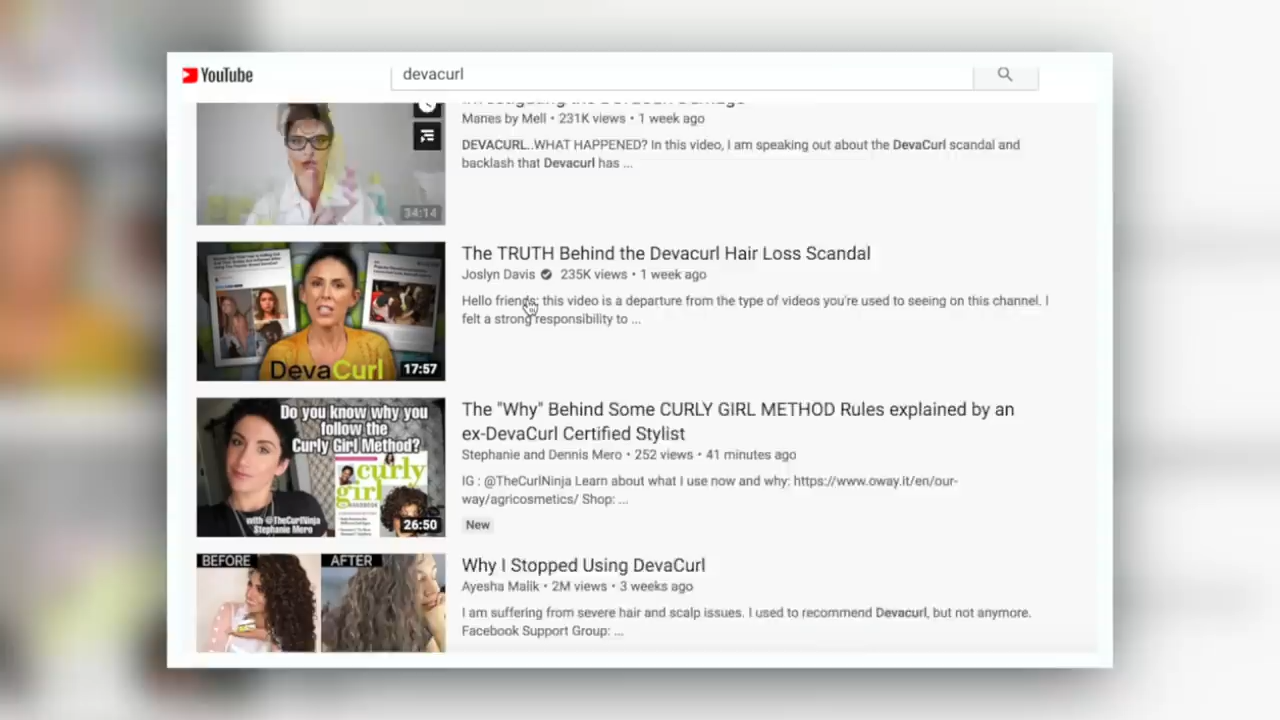 YouTube
devacurl
Manes by Mell • 231K views • 1 week ago
DEVACURL..WHAT HAPPENED? In this video, I am speaking out about the DevaCurl scandal and
backlash that Devacurl has ...
34:14
The TRUTH Behind the Devacurl Hair Loss Scandal
Joslyn Davis 235K views • 1 week ago
Hello friends, this video is a departure from the type of videos you're used to seeing on this channel. I
felt a strong responsibility to ...
DevaCurl
17:57
Do you know why you
follow the
Curly Girl Method?
curly
girl
HANDBOOK
with @TheCurlNinja
Stephanie Mero
26:50
The "Why" Behind Some CURLY GIRL METHOD Rules explained by an
ex-DevaCurl Certified Stylist
Stephanie and Dennis Mero • 252 views • 41 minutes ago
IG : @TheCurlNinja Learn about what I use now and why: https://www.oway.it/en/our-
way/agricosmetics/ Shop: ...
New
BEFORE
AFTER
Why I Stopped Using DevaCurl
Ayesha Malik • 2M views • 3 weeks ago
I am suffering from severe hair and scalp issues. I used to recommend Devacurl, but not anymore.
Facebook Support Group: ...